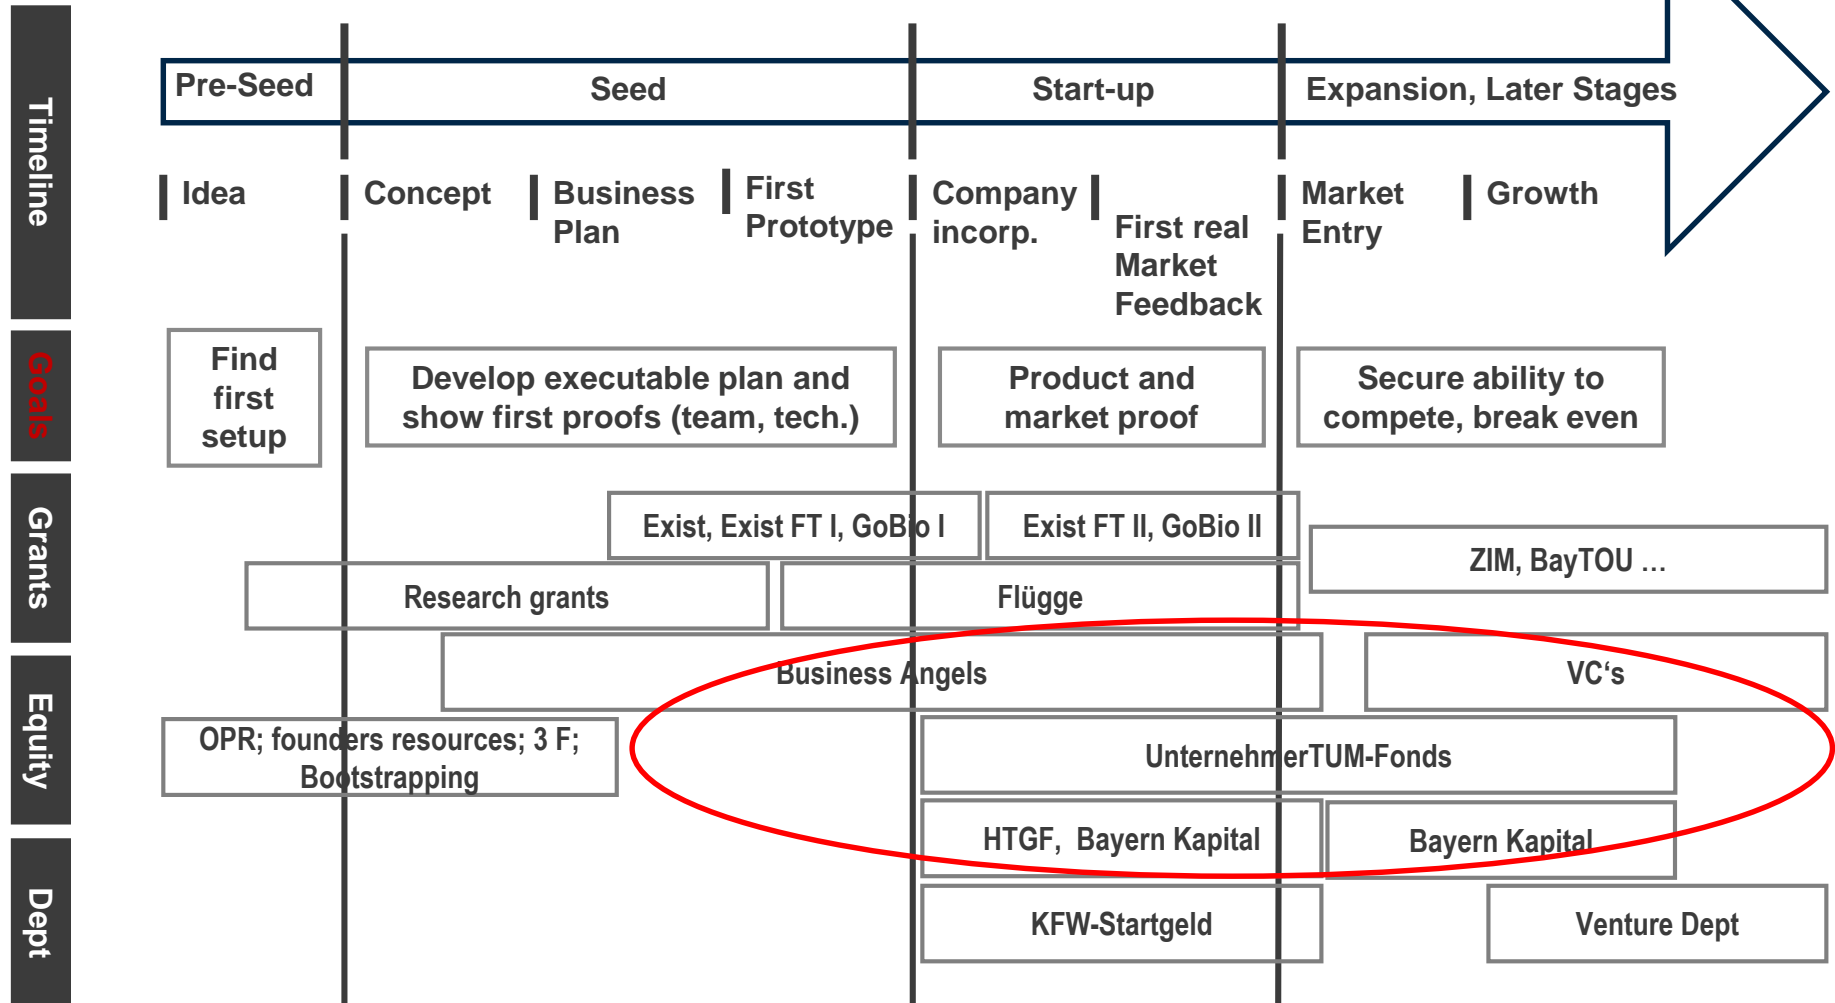 Timeline
Pre-Seed
Seed
Start-up
Expansion, Later Stages
Idea
Concept
Business
Plan
First
Prototype
Company
incorp.
First real
Market
Feedback
Market
Entry
Growth
Goals
Find
first
setup
Develop executable plan and
show first proofs (team, tech.)
Product and
market proof
Secure ability to
compete, break even
Grants
Exist, Exist FT I, GoBio I
Exist FT II, GoBio II
ZIM, BayTOU …
Research grants
Flügge
Equity
Business Angels
VC‘s
OPR; founders resources; 3 F;
Bootstrapping
UnternehmerTUM-Fonds
HTGF, Bayern Kapital
Bayern Kapital
Dept
KFW-Startgeld
Venture Dept